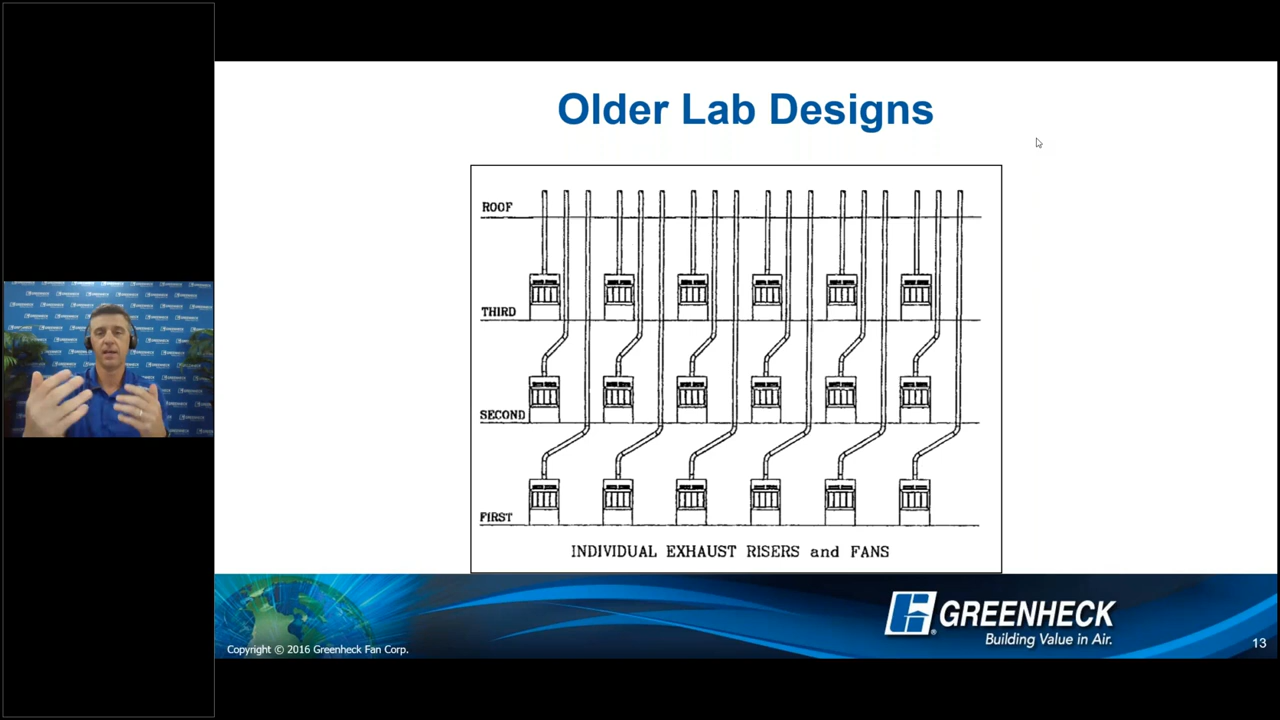 Older Lab Designs
ROOF
THIRD
SECOND
FIRST
INDIVIDUAL EXHAUST RISERS and FANS
GREENHECK
Building Value in Air.
Copyright © 2016 Greenheck Fan Corp.
13